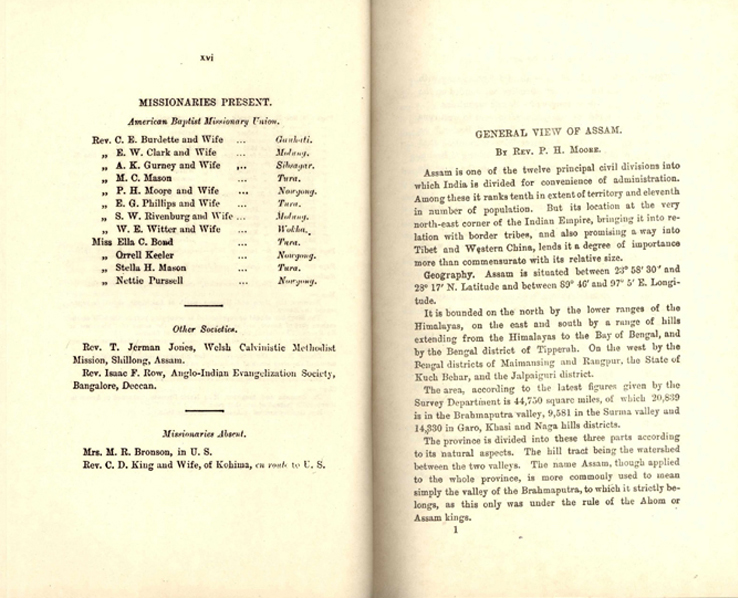 xvi
MISSIONARIES PRESENT.
American Baptist Missionary Union.
Rev. C. E. Burdette and Wife ... Gauhati.
„ E. W. Clark and Wife ... Molung.
„ A. K. Gurney and Wife ... Sibsagar.
„ M. C. Mason ... Tura.
„ P. H. Moore and Wife ... Nowgong.
„ E. G. Phillips and Wife ... Tura.
„ S. W. Rivenburg and Wife ... Molung.
„ W. E. Witter and Wife ... Wokha.
Miss Ella C. Bond ... Tura.
„ Orrell Keeler ... Nowgong.
„ Stella H. Mason ... Tura.
„ Nettie Purssell ... Nowgong.
Other Societies.
Rev. T. Jerman Jones, Welsh Calvinistic Methodist
Mission, Shillong, Assam.
Rev. Isaac F. Row, Anglo-Indian Evangelization Society,
Bangalore, Deccan.
Missionaries Absent.
Mrs. M. R. Bronson, in U. S.
Rev. C. D. King and Wife, of Kohima, en route to U. S.
GENERAL VIEW OF ASSAM.
BY REV. P. H. MOORE.
Assam is one of the twelve principal civil divisions into
which India is divided for convenience of administration.
Among these it ranks tenth in extent of territory and eleventh
in number of population. But its location at the very
north-east corner of the Indian Empire, bringing it into re-
lation with border tribes, and also promising a way into
Tibet and Western China, lends it a degree of importance
more than commensurate with its relative size.
Geography. Assam is situated between 23° 58' 30" and
28° 17' N. Latitude and between 89° 46' and 97° 5' E. Longi-
tude.
It is bounded on the north by the lower ranges of the
Himalayas, on the east and south by a range of hills
extending from the Himalayas to the Bay of Bengal, and
by the Bengal district of Tipperah. On the west by the
Bengal districts of Maimansing and Rangpur, the State of
Kuch Behar, and the Jalpaiguri district.
The area, according to the latest figures given by the
Survey Department is 44,750 square miles, of which 20,839
is in the Brahmaputra valley, 9,581 in the Surma valley and
14,330 in Garo, Khasi and Naga hills districts.
The province is divided into these three parts according
to its natural aspects. The hill tract being the watershed
between the two valleys. The name Assam, though applied
to the whole province, is more commonly used to mean
simply the valley of the Brahmaputra, to which it strictly be-
longs, as this only was under the rule of the Ahom or
Assam kings.
1